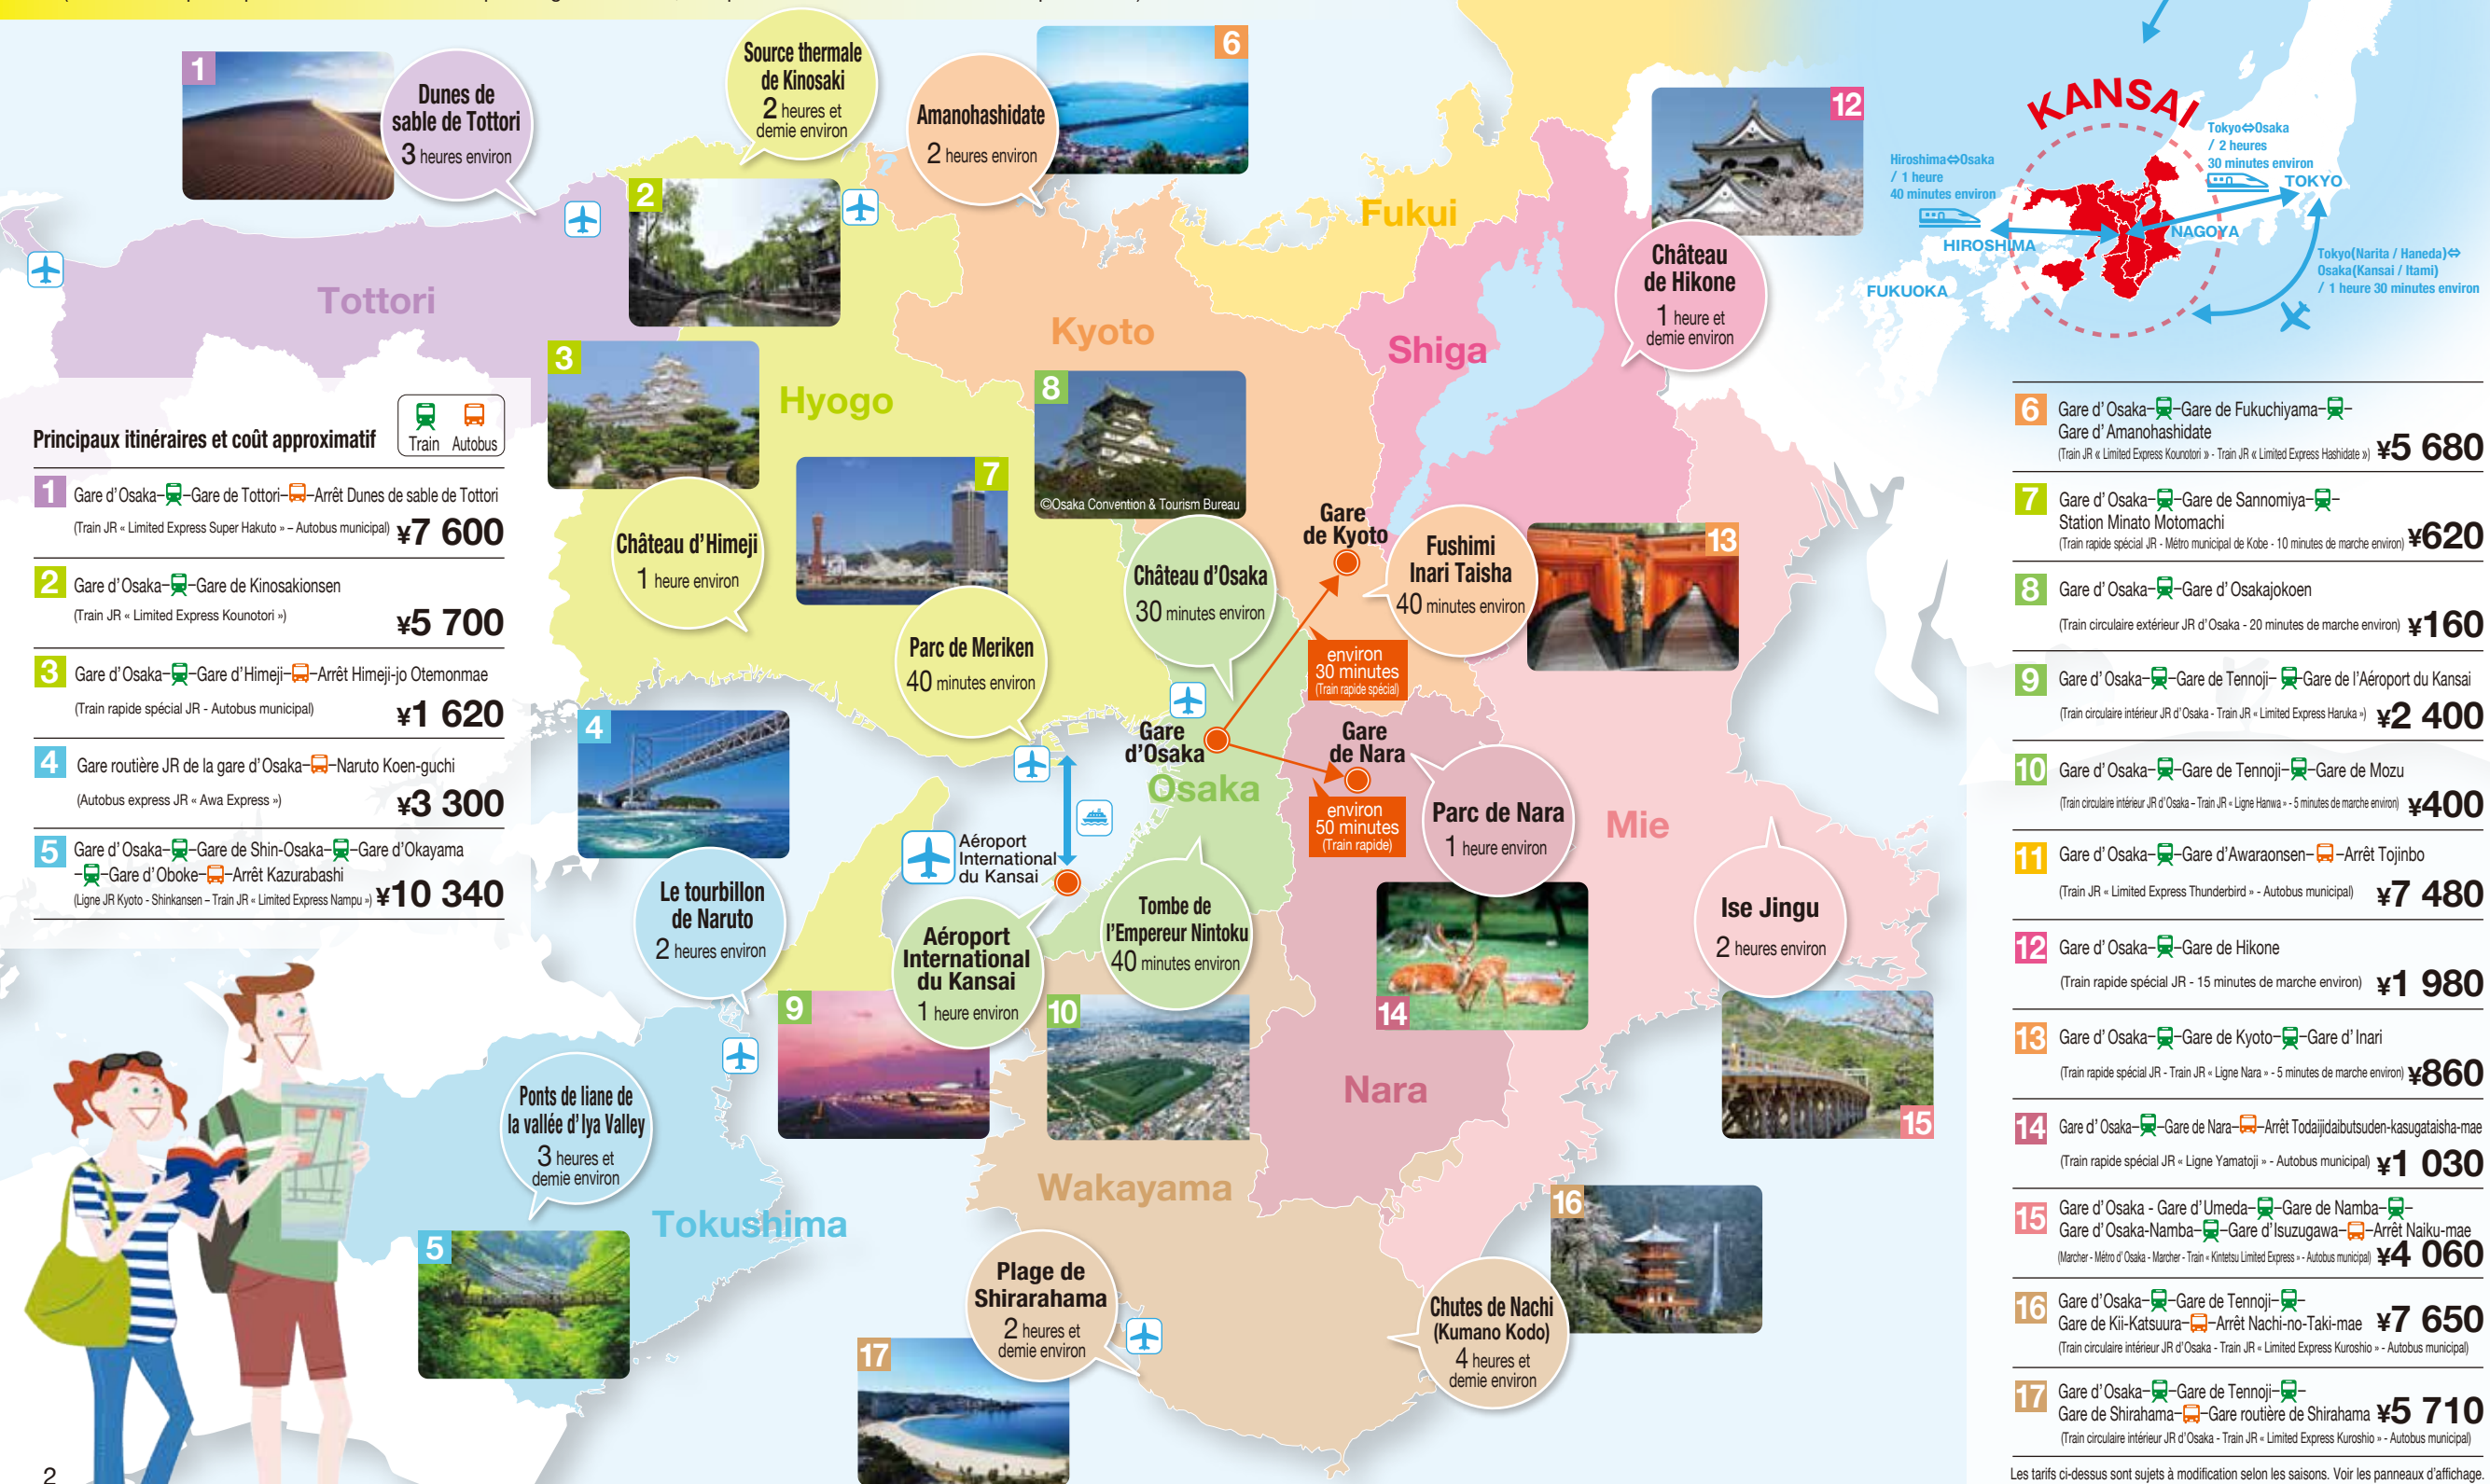 1
Dunes de
sable de Tottori
3 heures environ
Source thermale
de Kinosaki
2 heures et
demie environ
Amanohashidate
2 heures environ
6
2
12
Château
de Hikone
1 heure et
demie environ
KANSAI
Tokyo⇔Osaka
/ 2 heures
30 minutes environ
TOKYO
Hiroshima⇔Osaka
/ 1 heure
40 minutes environ
HIROSHIMA
NAGOYA
FUKUOKA
Tokyo(Narita / Haneda)⇔
Osaka(Kansai / Itami)
/ 1 heure 30 minutes environ
Tottori
Hyogo
Kyoto
Fukui
Shiga
Principaux itinéraires et coût approximatif
Train Autobus
1 Gare d'Osaka–Gare de Tottori–Arrêt Dunes de sable de Tottori
(Train JR « Limited Express Super Hakuto » – Autobus municipal) ¥7 600
2 Gare d'Osaka–Gare de Kinosakionsen
(Train JR « Limited Express Kounotori ») ¥5 700
3 Gare d'Osaka–Gare d'Himeji–Arrêt Himeji-jo Otemonmae
(Train rapide spécial JR - Autobus municipal) ¥1 620
4 Gare routière JR de la gare d'Osaka–Naruto Koen-guchi
(Autobus express JR « Awa Express ») ¥3 300
5 Gare d'Osaka–Gare de Shin-Osaka–Gare d'Okayama
–Gare d'Oboke–Arrêt Kazurabashi
(Ligne JR Kyoto - Shinkansen – Train JR « Limited Express Nampu ») ¥10 340
3
Château d'Himeji
1 heure environ
7
Parc de Meriken
40 minutes environ
8
©Osaka Convention & Tourism Bureau
Château d'Osaka
30 minutes environ
Gare
de Kyoto
Fushimi
Inari Taisha
40 minutes environ
13
environ
30 minutes
(Train rapide spécial)
Gare
d'Osaka
Osaka
Gare
de Nara
environ
50 minutes
(Train rapide)
Parc de Nara
1 heure environ
14
Mie
Ise Jingu
2 heures environ
15
4
Le tourbillon
de Naruto
2 heures environ
Aéroport
International
du Kansai
Aéroport
International
du Kansai
1 heure environ
9
Tombe de
l'Empereur Nintoku
40 minutes environ
10
Nara
Wakayama
Ponts de liane de
la vallée d'Iya Valley
3 heures et
demie environ
5
Tokushima
Plage de
Shirarahama
2 heures et
demie environ
17
Chutes de Nachi
(Kumano Kodo)
4 heures et
demie environ
16
6 Gare d'Osaka–Gare de Fukuchiyama–
Gare d'Amanohashidate
(Train JR « Limited Express Kounotori » - Train JR « Limited Express Hashidate ») ¥5 680
7 Gare d'Osaka–Gare de Sannomiya–
Station Minato Motomachi
(Train rapide spécial JR - Métro municipal de Kobe - 10 minutes de marche environ) ¥620
8 Gare d'Osaka–Gare d'Osakajokoen
(Train circulaire extérieur JR d'Osaka - 20 minutes de marche environ) ¥160
9 Gare d'Osaka–Gare de Tennoji–Gare de l'Aéroport du Kansai
(Train circulaire intérieur JR d'Osaka - Train JR « Limited Express Haruka ») ¥2 400
10 Gare d'Osaka–Gare de Tennoji–Gare de Mozu
(Train circulaire intérieur JR d'Osaka – Train JR « Ligne Hanwa » - 5 minutes de marche environ) ¥400
11 Gare d'Osaka–Gare d'Awaraonsen–Arrêt Tojinbo
(Train JR « Limited Express Thunderbird » - Autobus municipal) ¥7 480
12 Gare d'Osaka–Gare de Hikone
(Train rapide spécial JR - 15 minutes de marche environ) ¥1 980
13 Gare d'Osaka–Gare de Kyoto–Gare d'Inari
(Train rapide spécial JR - Train JR « Ligne Nara » - 5 minutes de marche environ) ¥860
14 Gare d'Osaka–Gare de Nara–Arrêt Todaijidaibutsuden-kasugataisha-mae
(Train rapide spécial JR « Ligne Yamatoji » - Autobus municipal) ¥1 030
15 Gare d'Osaka - Gare d'Umeda–Gare de Namba–
Gare d'Osaka-Namba–Gare d'Isuzugawa–Arrêt Naiku-mae
(Marcher - Métro d'Osaka - Marcher - Train « Kintetsu Limited Express » - Autobus municipal) ¥4 060
16 Gare d'Osaka–Gare de Tennoji–
Gare de Kii-Katsuura–Arrêt Nachi-no-Taki-mae ¥7 650
(Train circulaire intérieur JR d'Osaka - Train JR « Limited Express Kuroshio » - Autobus municipal)
17 Gare d'Osaka–Gare de Tennoji–
Gare de Shirahama–Gare routière de Shirahama ¥5 710
(Train circulaire intérieur JR d'Osaka - Train JR « Limited Express Kuroshio » - Autobus municipal)
Les tarifs ci-dessus sont sujets à modification selon les saisons. Voir les panneaux d'affichage.
2